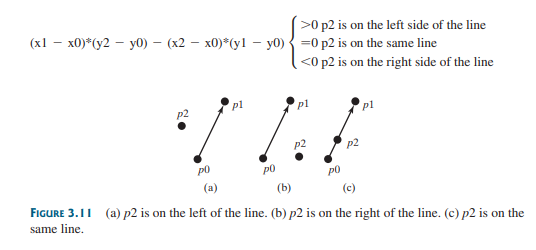 >0 p2 is on the left side of the line
(x1 − x0)*(y2 − y0) − (x2 − x0)*(y1 − y0) =0 p2 is on the same line
<0 p2 is on the right side of the line
p1 p1 p1
p2
p2 p2
p0 p0 p0
(a) (b) (c)
FIGURE 3.11 (a) p2 is on the left of the line. (b) p2 is on the right of the line. (c) p2 is on the
same line.